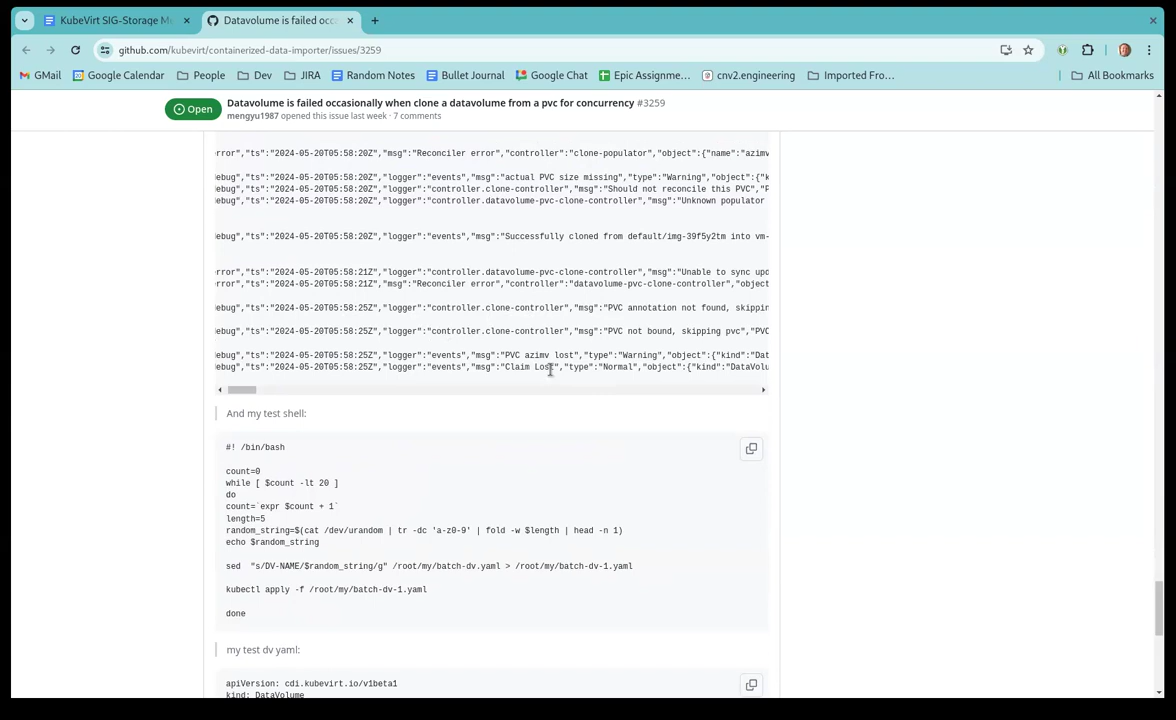 KubeVirt SIG-Storage M
Datavolume is failed occ
github.com/kubevirt/containerized-data-importer/issues/3259
GMail
Google Calendar
People
Dev
JIRA
Random Notes
Bullet Journal
Google Chat
Epic Assignme...
cnv2.engineering
Imported Fro...
All Bookmarks
Open
Datavolume is failed occasionally when clone a datavolume from a pvc for concurrency #3259
mengyu1987 opened this issue last week · 7 comments
rror","ts":"2024-05-20T05:58:20Z","msg":"Reconciler error","controller":"clone-populator","object":{"name":"azimv
ebug","ts":"2024-05-20T05:58:20Z","logger":"events","msg":"actual PVC size missing","type":"Warning","object":{"k
ebug","ts":"2024-05-20T05:58:20Z","logger":"controller.clone-controller","msg":"Should not reconcile this PVC","P
ebug","ts":"2024-05-20T05:58:20Z","logger":"controller.datavolume-pvc-clone-controller","msg":"Unknown populator
ebug","ts":"2024-05-20T05:58:20Z","logger":"events","msg":"Successfully cloned from default/img-39f5y2tm into vm-
rror","ts":"2024-05-20T05:58:21Z","logger":"controller.datavolume-pvc-clone-controller","msg":"Unable to sync upd
rror","ts":"2024-05-20T05:58:21Z","msg":"Reconciler error","controller":"datavolume-pvc-clone-controller","object
ebug","ts":"2024-05-20T05:58:25Z","logger":"controller.clone-controller","msg":"PVC annotation not found, skippin
ebug","ts":"2024-05-20T05:58:25Z","logger":"controller.clone-controller","msg":"PVC not bound, skipping pvc","PVC
ebug","ts":"2024-05-20T05:58:25Z","logger":"events","msg":"PVC azimv lost","type":"Warning","object":{"kind":"Dat
ebug","ts":"2024-05-20T05:58:25Z","logger":"events","msg":"Claim Lost","type":"Normal","object":{"kind":"DataVolu
And my test shell:
#! /bin/bash
count=0
while [ $count -lt 20 ]
do
count=`expr $count + 1`
length=5
random_string=$(cat /dev/urandom | tr -dc 'a-z0-9' | fold -w $length | head -n 1)
echo $random_string
sed  "s/DV-NAME/$random_string/g" /root/my/batch-dv.yaml > /root/my/batch-dv-1.yaml
kubectl apply -f /root/my/batch-dv-1.yaml
done
my test dv yaml:
apiVersion: cdi.kubevirt.io/v1beta1
kind: DataVolume